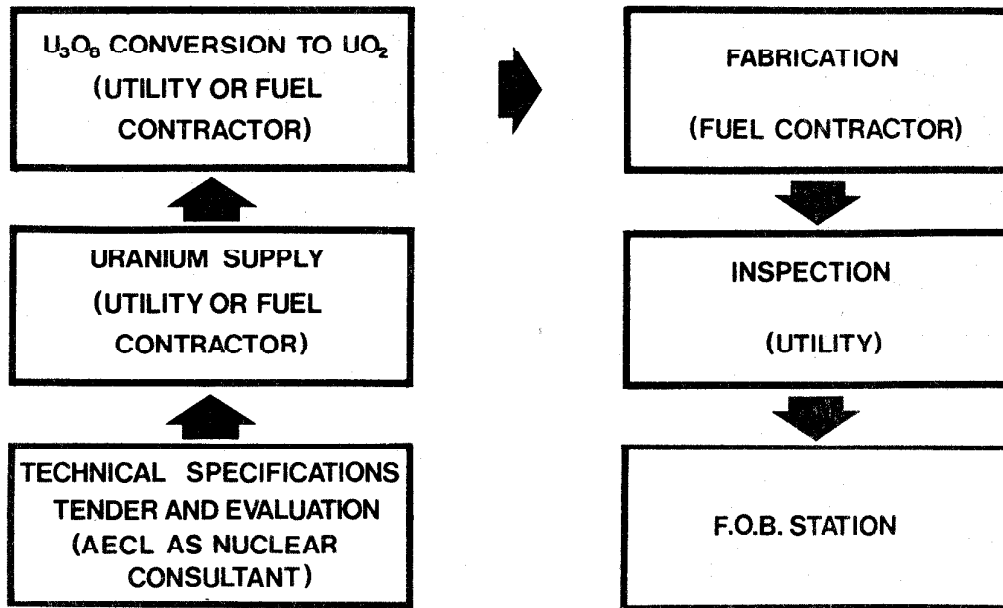 U₃O₈ CONVERSION TO UO₂
(UTILITY OR FUEL
CONTRACTOR)
URANIUM SUPPLY
(UTILITY OR FUEL
CONTRACTOR)
TECHNICAL SPECIFICATIONS
TENDER AND EVALUATION
(AECL AS NUCLEAR
CONSULTANT)
FABRICATION
(FUEL CONTRACTOR)
INSPECTION
(UTILITY)
F.O.B. STATION